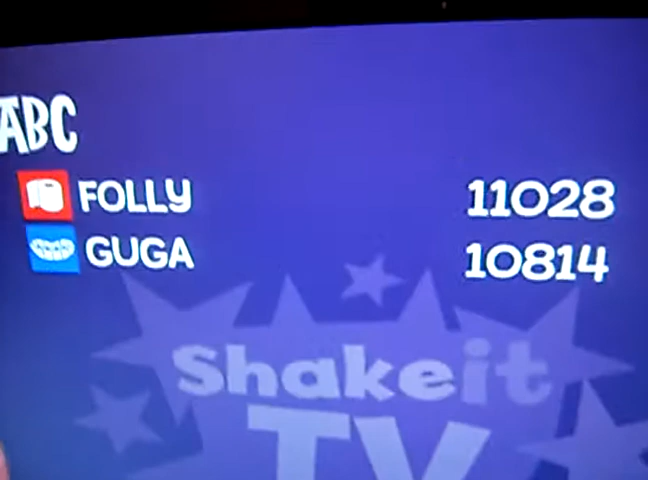 ABC
FOLLY 11028
GUGA 10814
Shakeit
TV